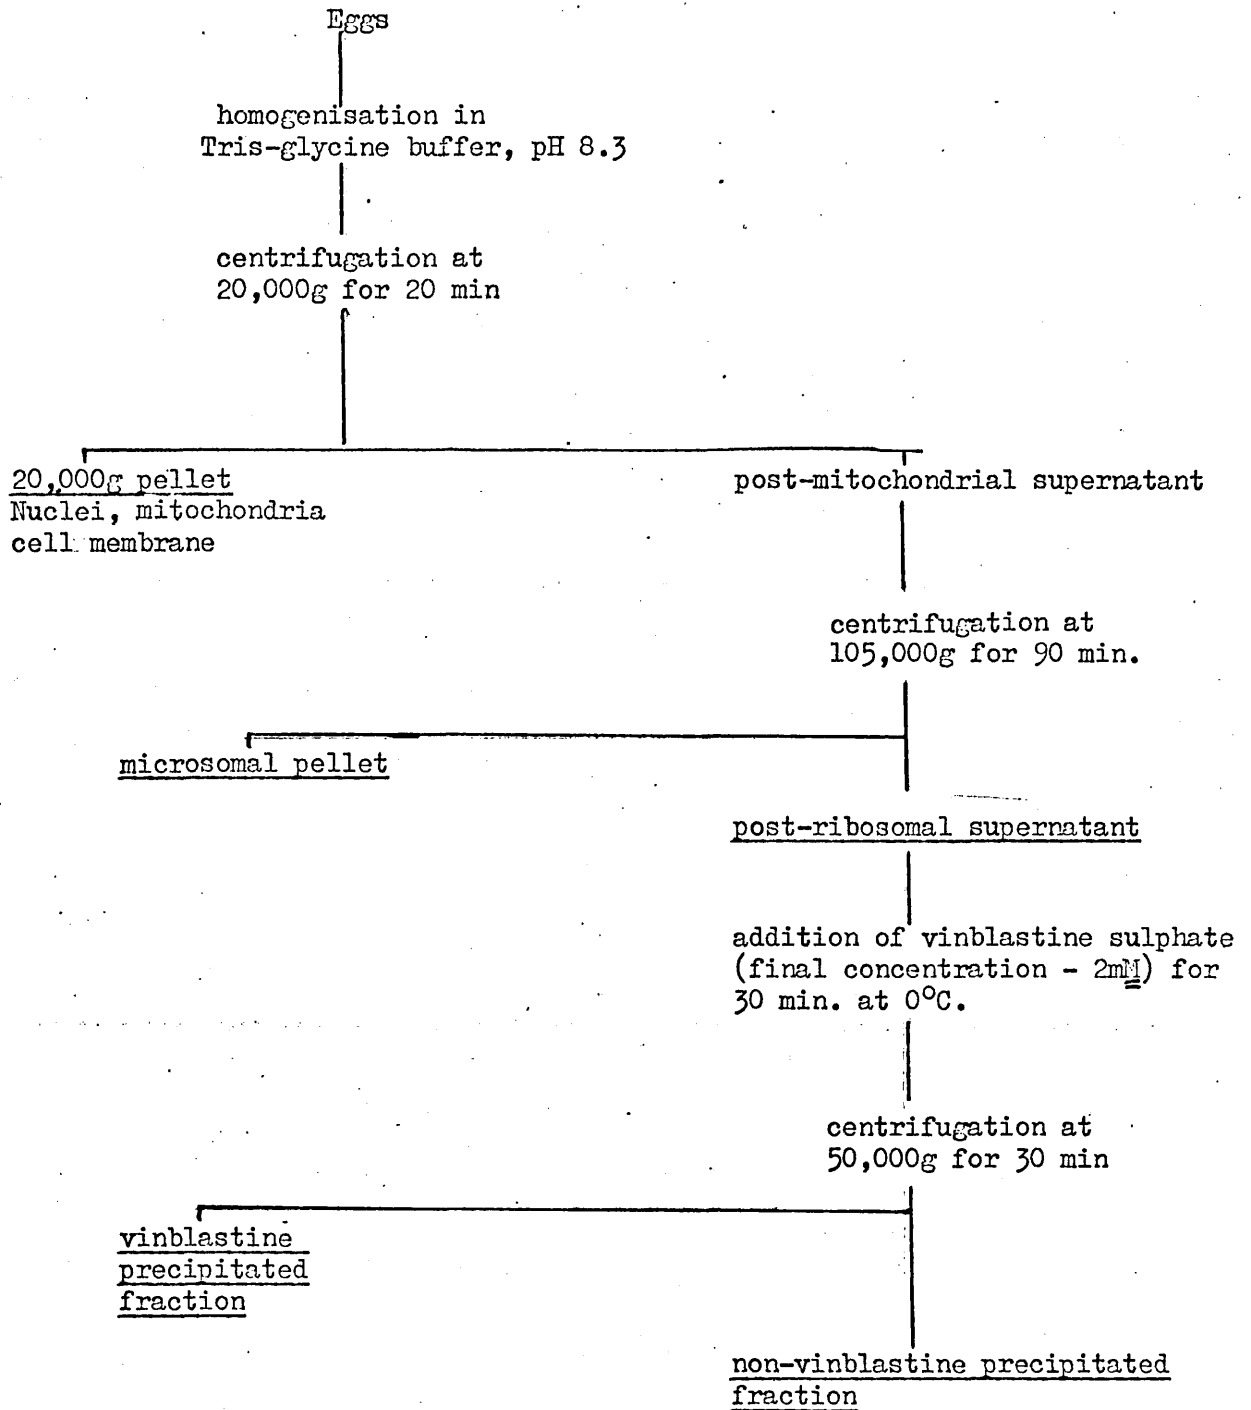 Eggs
homogenisation in
Tris-glycine buffer, pH 8.3
centrifugation at
20,000g for 20 min
20,000g pellet
Nuclei, mitochondria
cell membrane
post-mitochondrial supernatant
centrifugation at
105,000g for 90 min.
microsomal pellet
post-ribosomal supernatant
addition of vinblastine sulphate
(final concentration - 2mM) for
30 min. at 0°C.
centrifugation at
50,000g for 30 min
vinblastine
precipitated
fraction
non-vinblastine precipitated
fraction